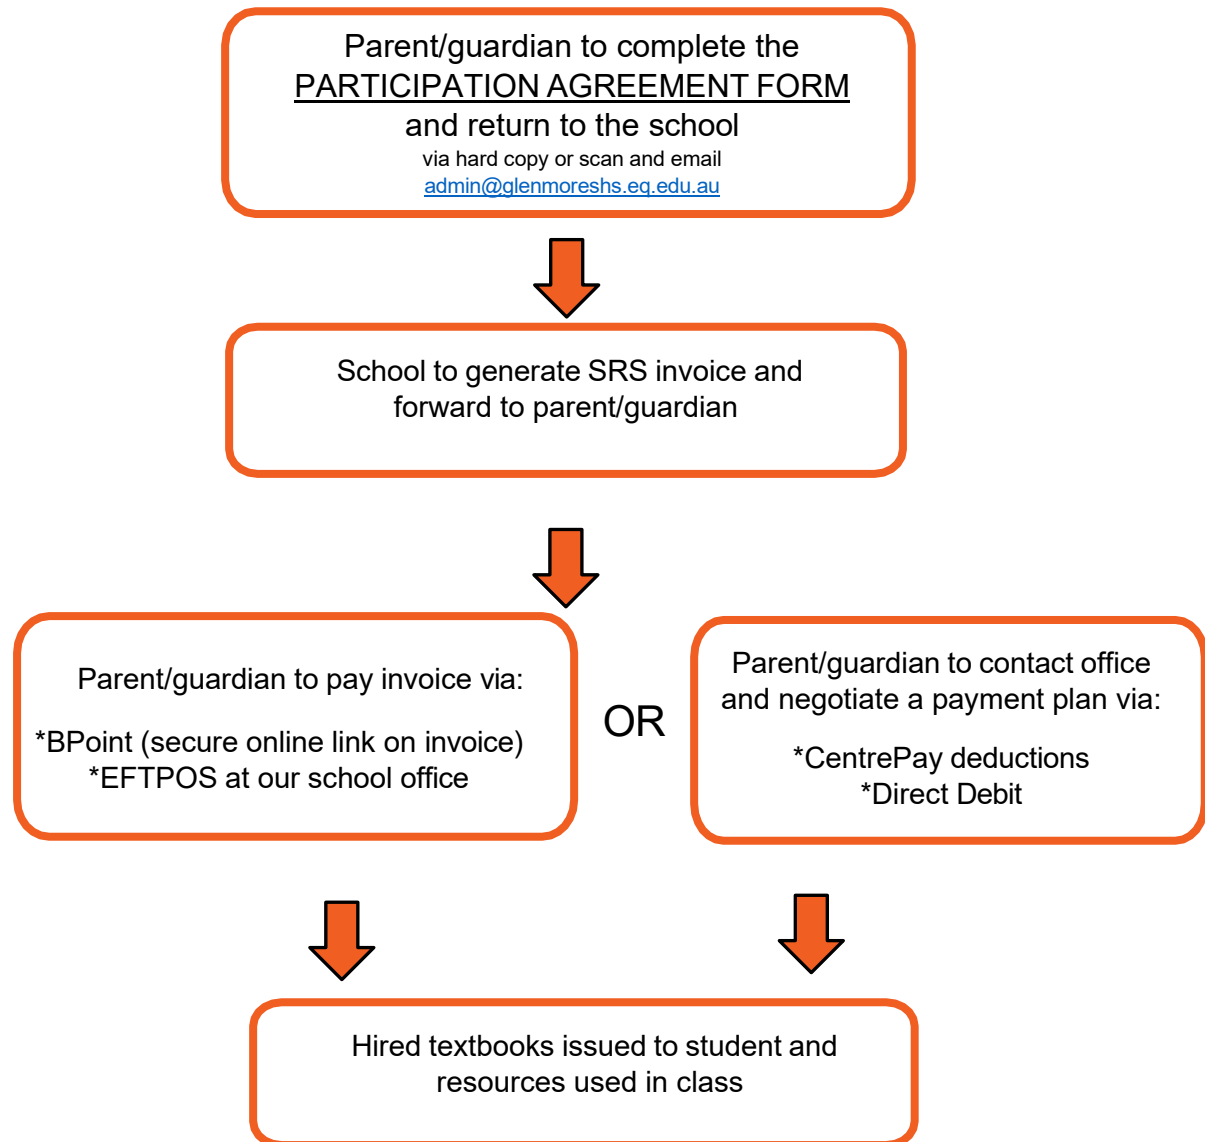 Parent/guardian to complete the
PARTICIPATION AGREEMENT FORM
and return to the school
via hard copy or scan and email
admin@glenmoreshs.eq.edu.au
School to generate SRS invoice and
forward to parent/guardian
Parent/guardian to pay invoice via:
*BPoint (secure online link on invoice)
*EFTPOS at our school office
OR
Parent/guardian to contact office
and negotiate a payment plan via:
*CentrePay deductions
*Direct Debit
Hired textbooks issued to student and
resources used in class